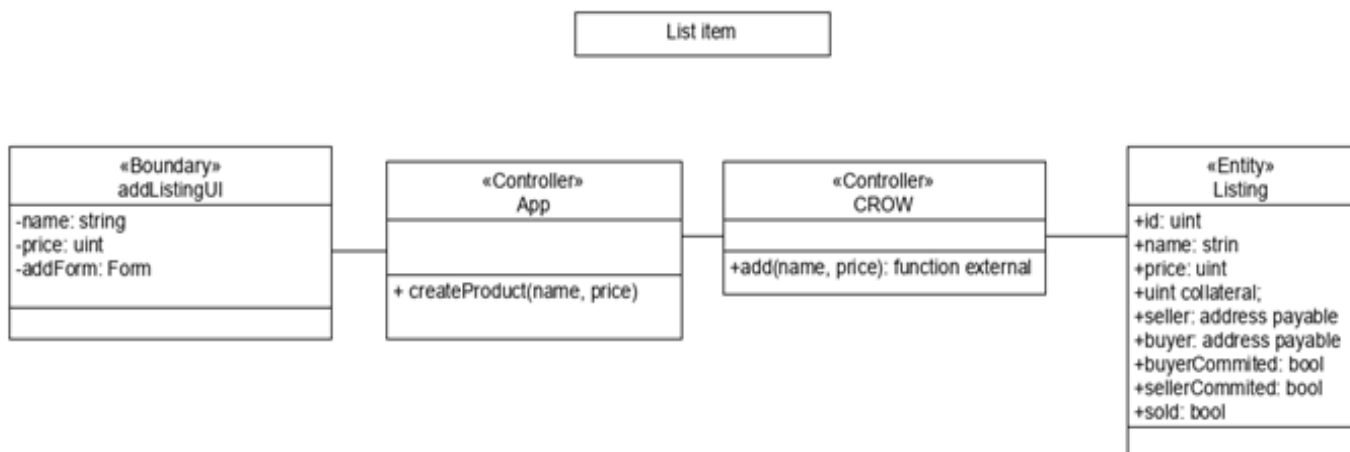 List item
«Boundary»
addListingUI
-name: string
-price: uint
-addForm: Form
«Controller»
App
+ createProduct(name, price)
«Controller»
CROW
+add(name, price): function external
«Entity»
Listing
+id: uint
+name: strin
+price: uint
+uint collateral;
+seller: address payable
+buyer: address payable
+buyerCommited: bool
+sellerCommited: bool
+sold: bool